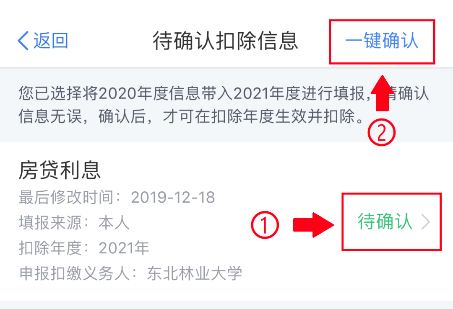 返回 待确认扣除信息 一键确认
您已选择将2020年度信息带入2021年度进行填报，请确认
信息无误，确认后，才可在扣除年度生效并扣除。
②
房贷利息
最后修改时间：2019-12-18
填报来源：本人
① 待确认
扣除年度：2021年
申报扣缴义务人：东北林业大学